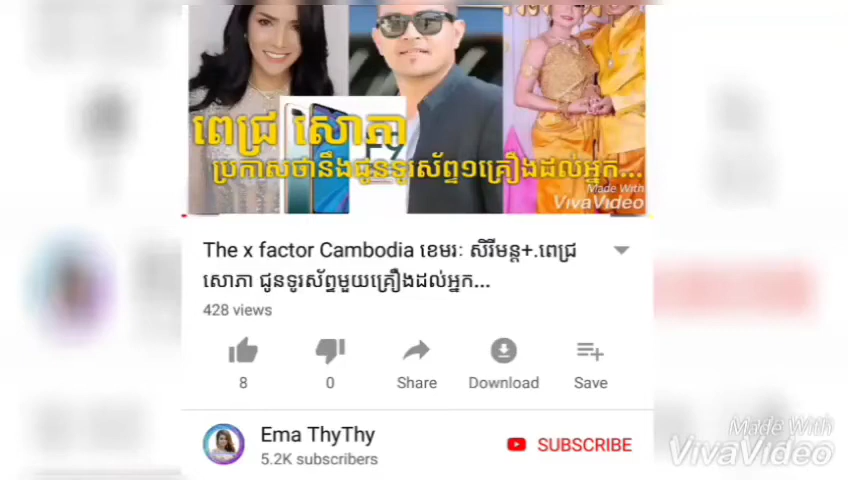 ពេជ្រ សោភា
ប្រកាសថានឹងជូនទូរស័ព្ទ១គ្រឿងដល់អ្នក...
F9
Made With
VivaVideo
The x factor Cambodia ខេមរៈ សិរីមន្ត+.ពេជ្រ
សោភា ជូនទូរស័ព្ទមួយគ្រឿងដល់អ្នក...
428 views
8
0
Share
Download
Save
Ema ThyThy
5.2K subscribers
SUBSCRIBE
Made With
VivaVideo